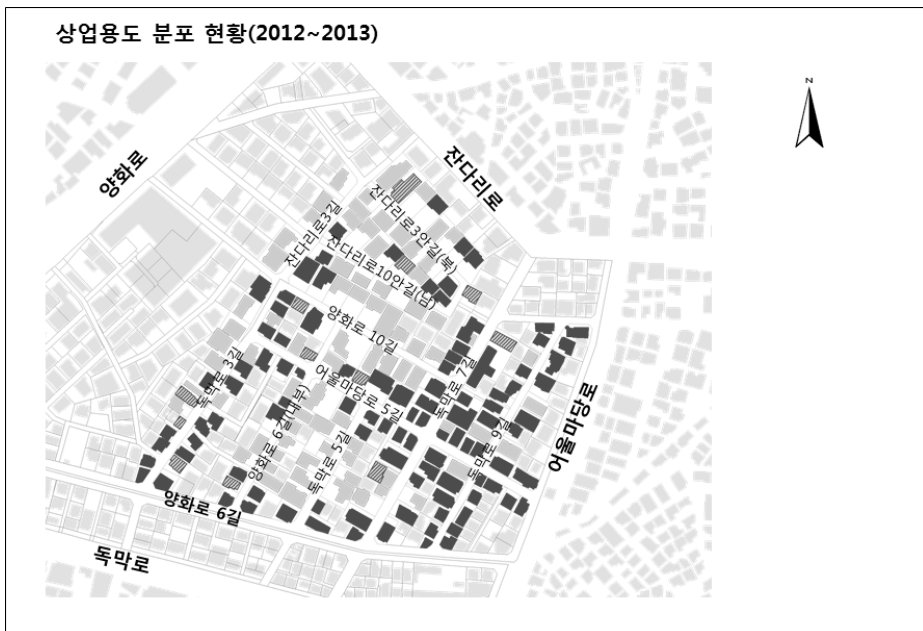 상업용도 분포 현황(2012~2013)
N
양화로
잔다리로
잔다리로3길
잔다리로3안길(북)
잔다리로10안길(남)
양화로 10길
어울마당로 5길
독막로 3길
양화로 6길(내부)
독막로 5길
독막로 7길
독막로 9길
어울마당로
양화로 6길
독막로